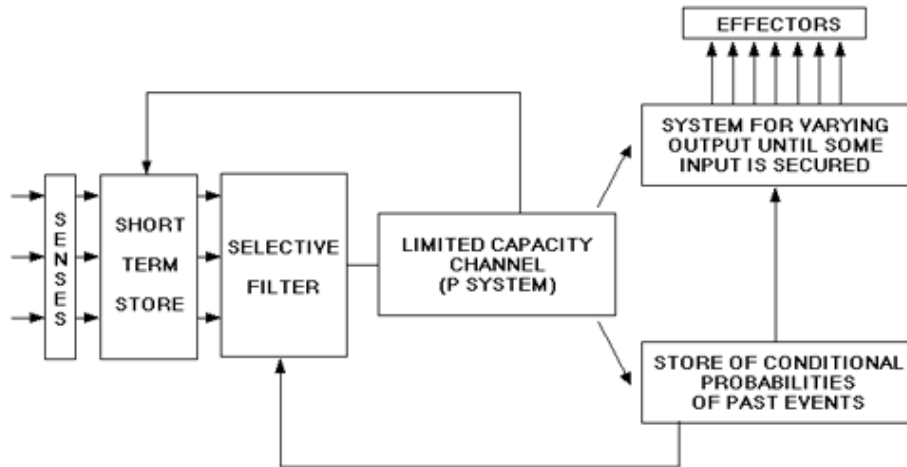 EFFECTORS
SYSTEM FOR VARYING
OUTPUT UNTIL SOME
INPUT IS SECURED
SENSES
SHORT
TERM
STORE
SELECTIVE
FILTER
LIMITED CAPACITY
CHANNEL
(P SYSTEM)
STORE OF CONDITIONAL
PROBABILITIES
OF PAST EVENTS